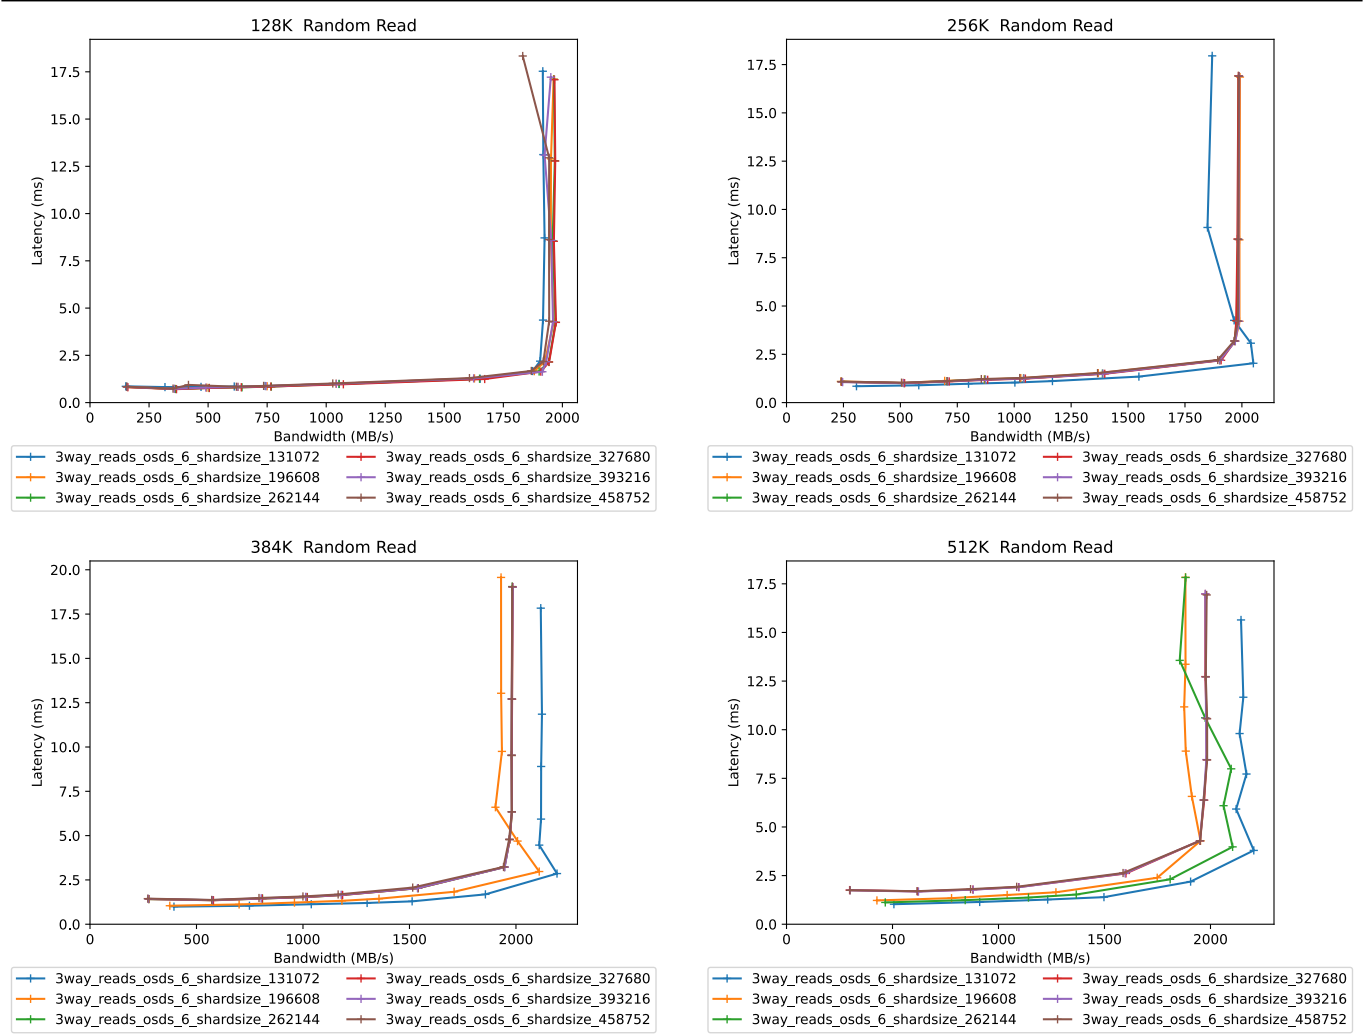 128K  Random Read
17.5
15.0
12.5
10.0
7.5
5.0
2.5
0.0
Latency (ms)
0 250 500 750 1000 1250 1500 1750 2000
Bandwidth (MB/s)
3way_reads_osds_6_shardsize_131072 3way_reads_osds_6_shardsize_327680
3way_reads_osds_6_shardsize_196608 3way_reads_osds_6_shardsize_393216
3way_reads_osds_6_shardsize_262144 3way_reads_osds_6_shardsize_458752
256K  Random Read
17.5
15.0
12.5
10.0
7.5
5.0
2.5
0.0
Latency (ms)
0 250 500 750 1000 1250 1500 1750 2000
Bandwidth (MB/s)
3way_reads_osds_6_shardsize_131072 3way_reads_osds_6_shardsize_327680
3way_reads_osds_6_shardsize_196608 3way_reads_osds_6_shardsize_393216
3way_reads_osds_6_shardsize_262144 3way_reads_osds_6_shardsize_458752
384K  Random Read
20.0
17.5
15.0
12.5
10.0
7.5
5.0
2.5
0.0
Latency (ms)
0 500 1000 1500 2000
Bandwidth (MB/s)
3way_reads_osds_6_shardsize_131072 3way_reads_osds_6_shardsize_327680
3way_reads_osds_6_shardsize_196608 3way_reads_osds_6_shardsize_393216
3way_reads_osds_6_shardsize_262144 3way_reads_osds_6_shardsize_458752
512K  Random Read
17.5
15.0
12.5
10.0
7.5
5.0
2.5
0.0
Latency (ms)
0 500 1000 1500 2000
Bandwidth (MB/s)
3way_reads_osds_6_shardsize_131072 3way_reads_osds_6_shardsize_327680
3way_reads_osds_6_shardsize_196608 3way_reads_osds_6_shardsize_393216
3way_reads_osds_6_shardsize_262144 3way_reads_osds_6_shardsize_458752